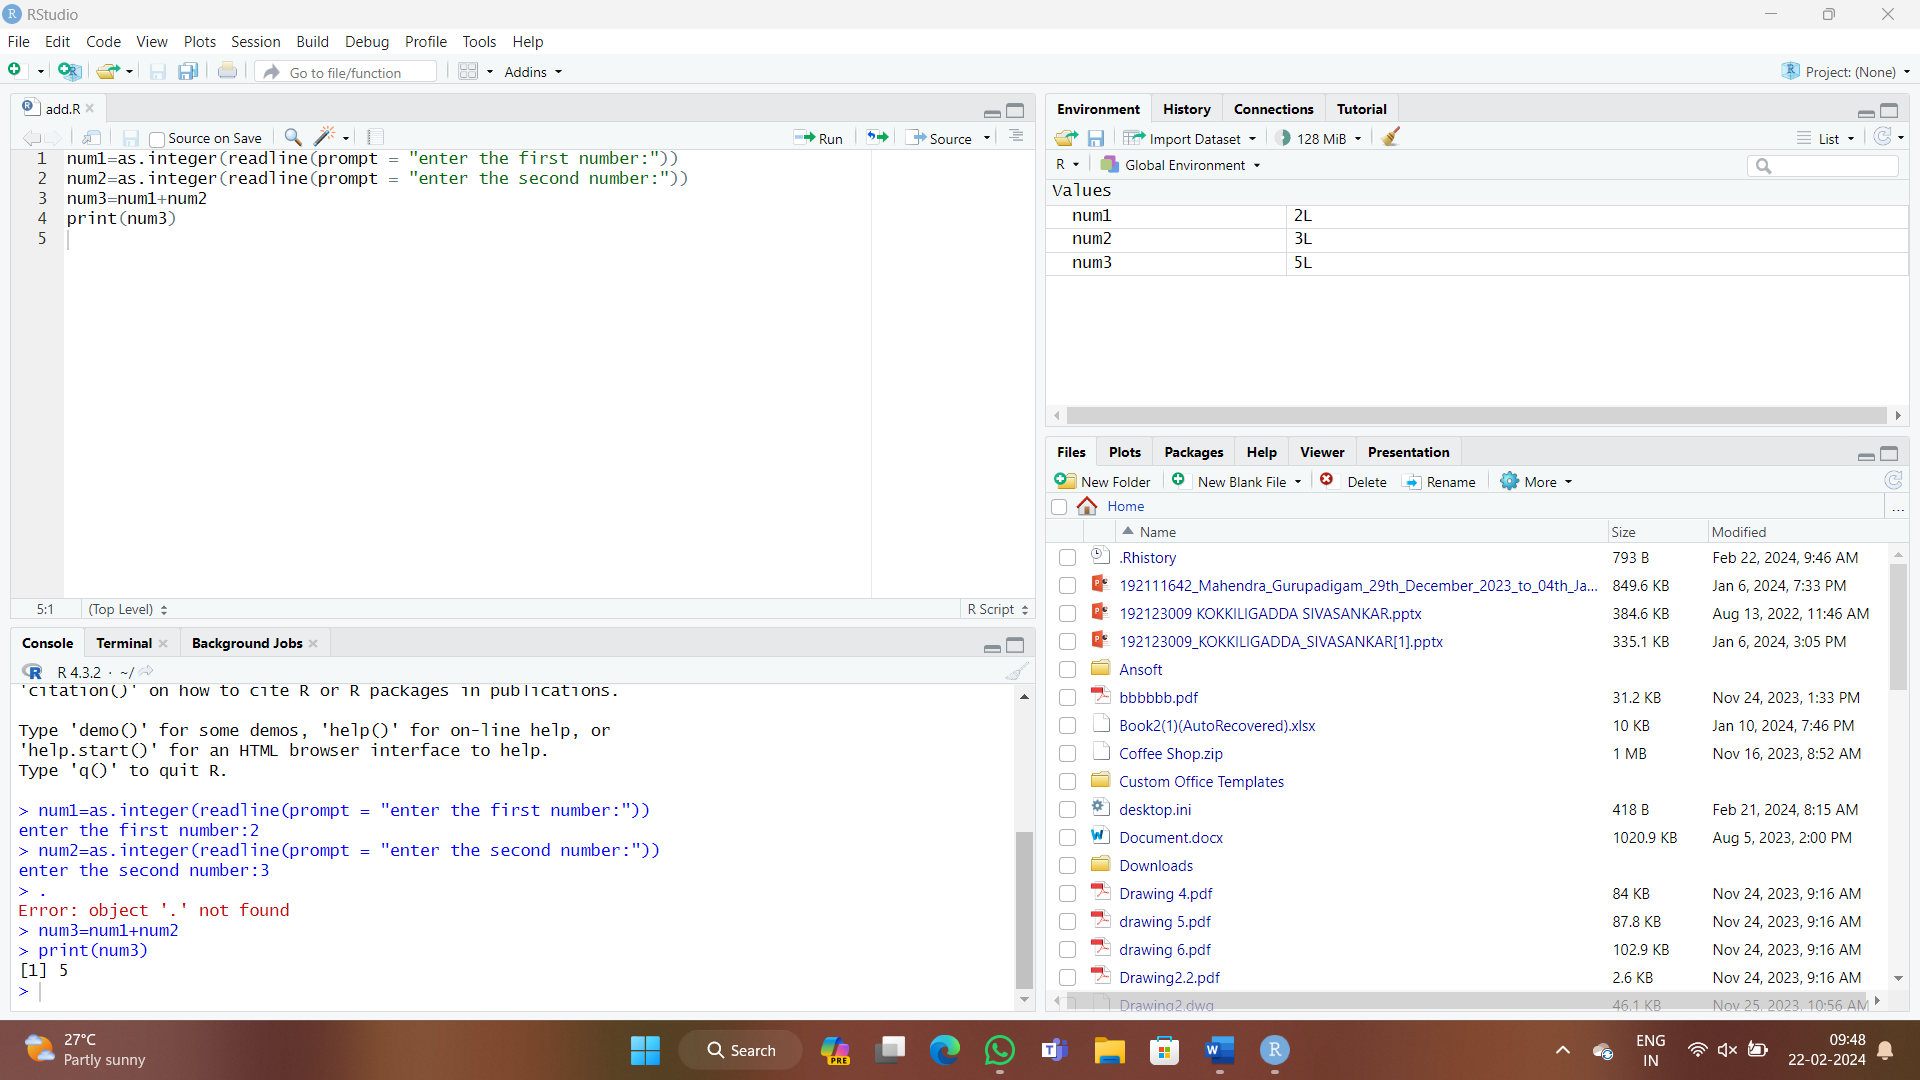 RStudio
File Edit Code View Plots Session Build Debug Profile Tools Help
Go to file/function Addins Project: (None)
add.R
Source on Save Run Source
1 num1=as.integer(readline(prompt = "enter the first number:"))
2 num2=as.integer(readline(prompt = "enter the second number:"))
3 num3=num1+num2
4 print(num3)
5
5:1 (Top Level) R Script
Console Terminal Background Jobs
R 4.3.2 · ~/
'citation()' on how to cite R or R packages in publications.
Type 'demo()' for some demos, 'help()' for on-line help, or
'help.start()' for an HTML browser interface to help.
Type 'q()' to quit R.
> num1=as.integer(readline(prompt = "enter the first number:"))
enter the first number:2
> num2=as.integer(readline(prompt = "enter the second number:"))
enter the second number:3
> .
Error: object '.' not found
> num3=num1+num2
> print(num3)
[1] 5
>
Environment History Connections Tutorial
Import Dataset 128 MiB List
R Global Environment
Values
num1 2L
num2 3L
num3 5L
Files Plots Packages Help Viewer Presentation
New Folder New Blank File Delete Rename More
Home ...
Name Size Modified
.Rhistory 793 B Feb 22, 2024, 9:46 AM
192111642_Mahendra_Gurupadigam_29th_December_2023_to_04th_Ja... 849.6 KB Jan 6, 2024, 7:33 PM
192123009 KOKKILIGADDA SIVASANKAR.pptx 384.6 KB Aug 13, 2022, 11:46 AM
192123009_KOKKILIGADDA_SIVASANKAR[1].pptx 335.1 KB Jan 6, 2024, 3:05 PM
Ansoft
bbbbbb.pdf 31.2 KB Nov 24, 2023, 1:33 PM
Book2(1)(AutoRecovered).xlsx 10 KB Jan 10, 2024, 7:46 PM
Coffee Shop.zip 1 MB Nov 16, 2023, 8:52 AM
Custom Office Templates
desktop.ini 418 B Feb 21, 2024, 8:15 AM
Document.docx 1020.9 KB Aug 5, 2023, 2:00 PM
Downloads
Drawing 4.pdf 84 KB Nov 24, 2023, 9:16 AM
drawing 5.pdf 87.8 KB Nov 24, 2023, 9:16 AM
drawing 6.pdf 102.9 KB Nov 24, 2023, 9:16 AM
Drawing2.2.pdf 2.6 KB Nov 24, 2023, 9:16 AM
Drawing2.dwg 46.1 KB Nov 25, 2023, 10:56 AM
27°C
Partly sunny
Search
PRE
ENG
IN
09:48
22-02-2024